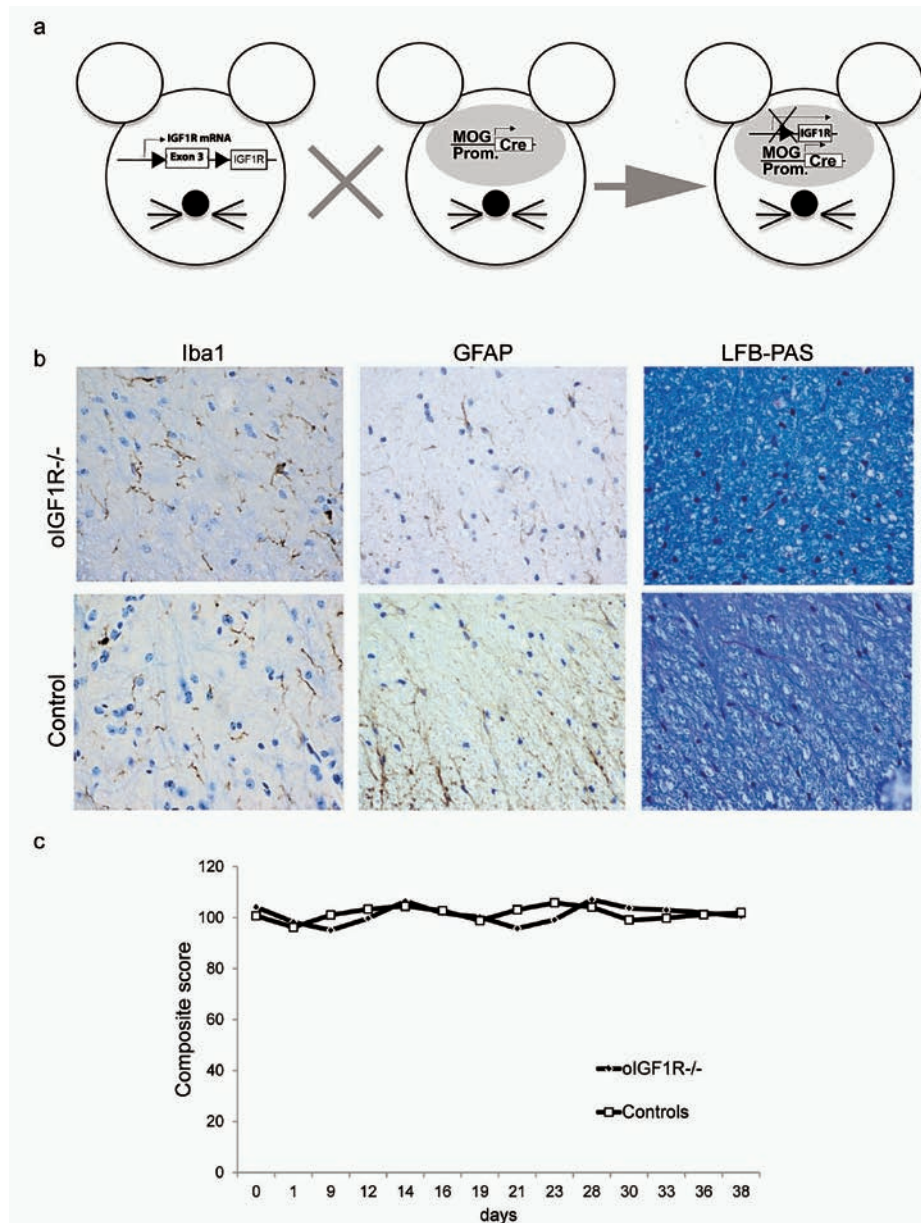 a
IGF1R mRNA
Exon 3
IGF1R
MOG
Prom.
Cre
IGF1R
MOG
Prom.
Cre
b
Iba1
GFAP
LFB-PAS
oIGF1R-/-
Control
c
120
100
80
60
40
20
0
Composite score
oIGF1R-/-
Controls
0 1 9 12 14 16 19 21 23 28 30 33 36 38
days